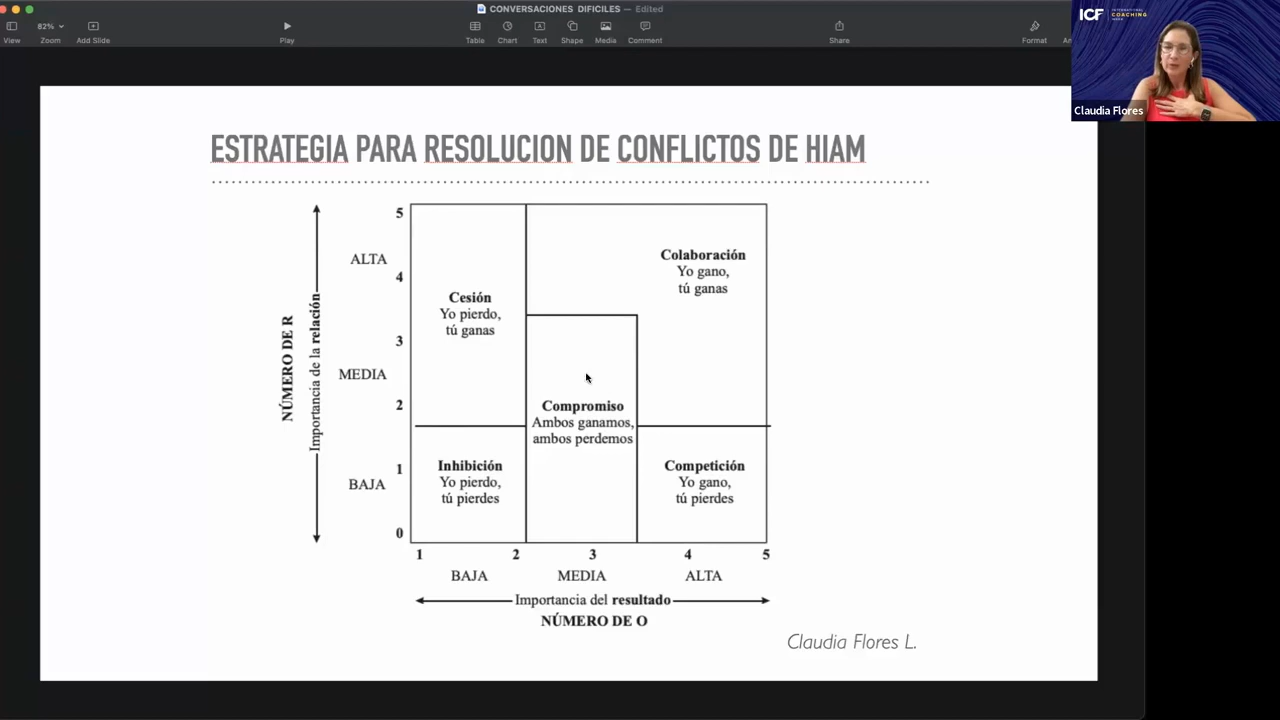 CONVERSACIONES DIFICILES — Edited
82%
View
Zoom
Add Slide
Play
Table
Chart
Text
Shape
Media
Comment
Share
Format
ICF INTERNATIONAL COACHING WEEK
Claudia Flores
ESTRATEGIA PARA RESOLUCION DE CONFLICTOS DE HIAM
NÚMERO DE R
Importancia de la relación
5
ALTA
4
3
MEDIA
2
1
BAJA
0
Cesión
Yo pierdo,
tú ganas
Colaboración
Yo gano,
tú ganas
Compromiso
Ambos ganamos,
ambos perdemos
Inhibición
Yo pierdo,
tú pierdes
Competición
Yo gano,
tú pierdes
1 2 3 4 5
BAJA MEDIA ALTA
Importancia del resultado
NÚMERO DE O
Claudia Flores L.